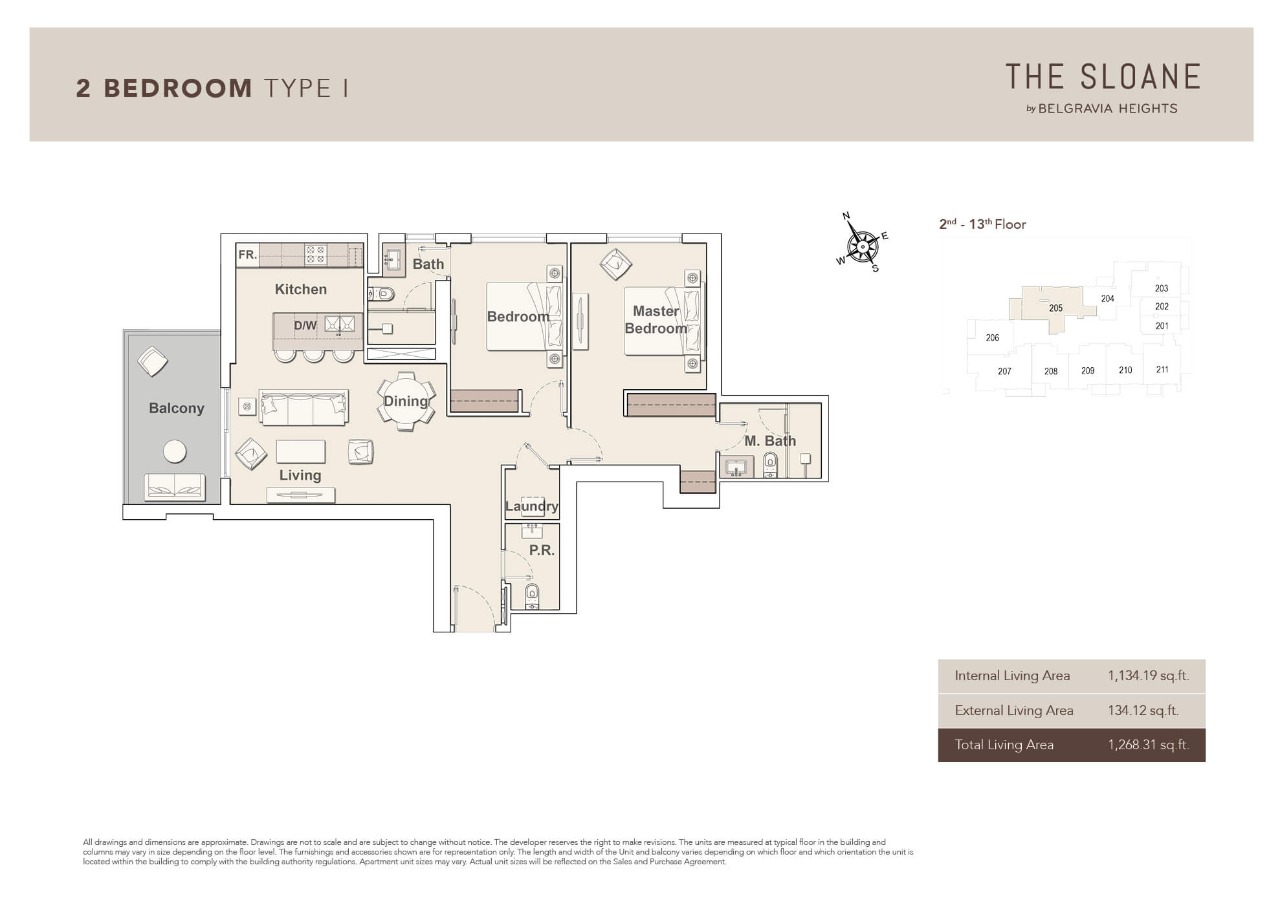 2 BEDROOM TYPE I
THE SLOANE
by BELGRAVIA HEIGHTS
N
E
W
S
2nd - 13th Floor
203
204
202
205
201
206
207
208
209
210
211
FR.
Bath
Kitchen
D/W
Bedroom
Master
Bedroom
Balcony
Dining
M. Bath
Living
Laundry
P.R.
Internal Living Area 1,134.19 sq.ft.
External Living Area 134.12 sq.ft.
Total Living Area 1,268.31 sq.ft.
All drawings and dimensions are approximate. Drawings are not to scale and are subject to change without notice. The developer reserves the right to make revisions. The units are measured at typical floor in the building and
columns may vary in size depending on the floor level. The furnishings and accessories shown are for representation only. The length and width of the Unit and balcony varies depending on which floor and which orientation the unit is
located within the building to comply with the building authority regulations. Apartment unit sizes may vary. Actual unit sizes will be reflected on the Sales and Purchase Agreement.